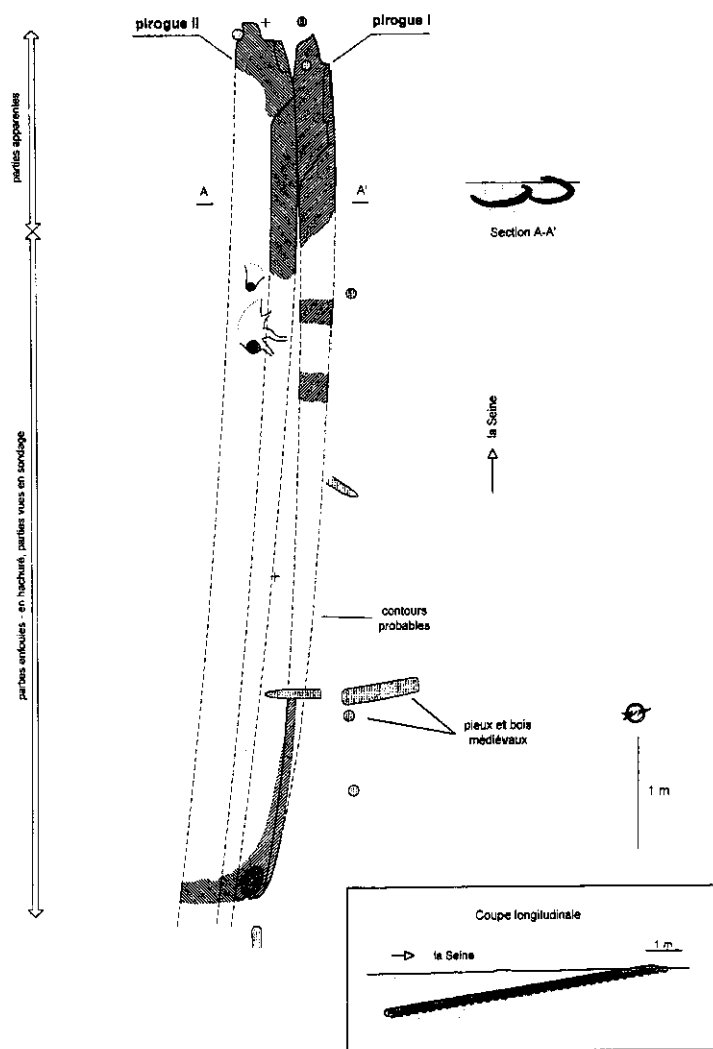 pirogue II
pirogue I
parties apparentes
A
A'
Section A-A'
la Seine
parties enfouies - en hachuré, parties vues en sondage
contours
probables
pieux et bois
médiévaux
1 m
Coupe longitudinale
la Seine
1 m